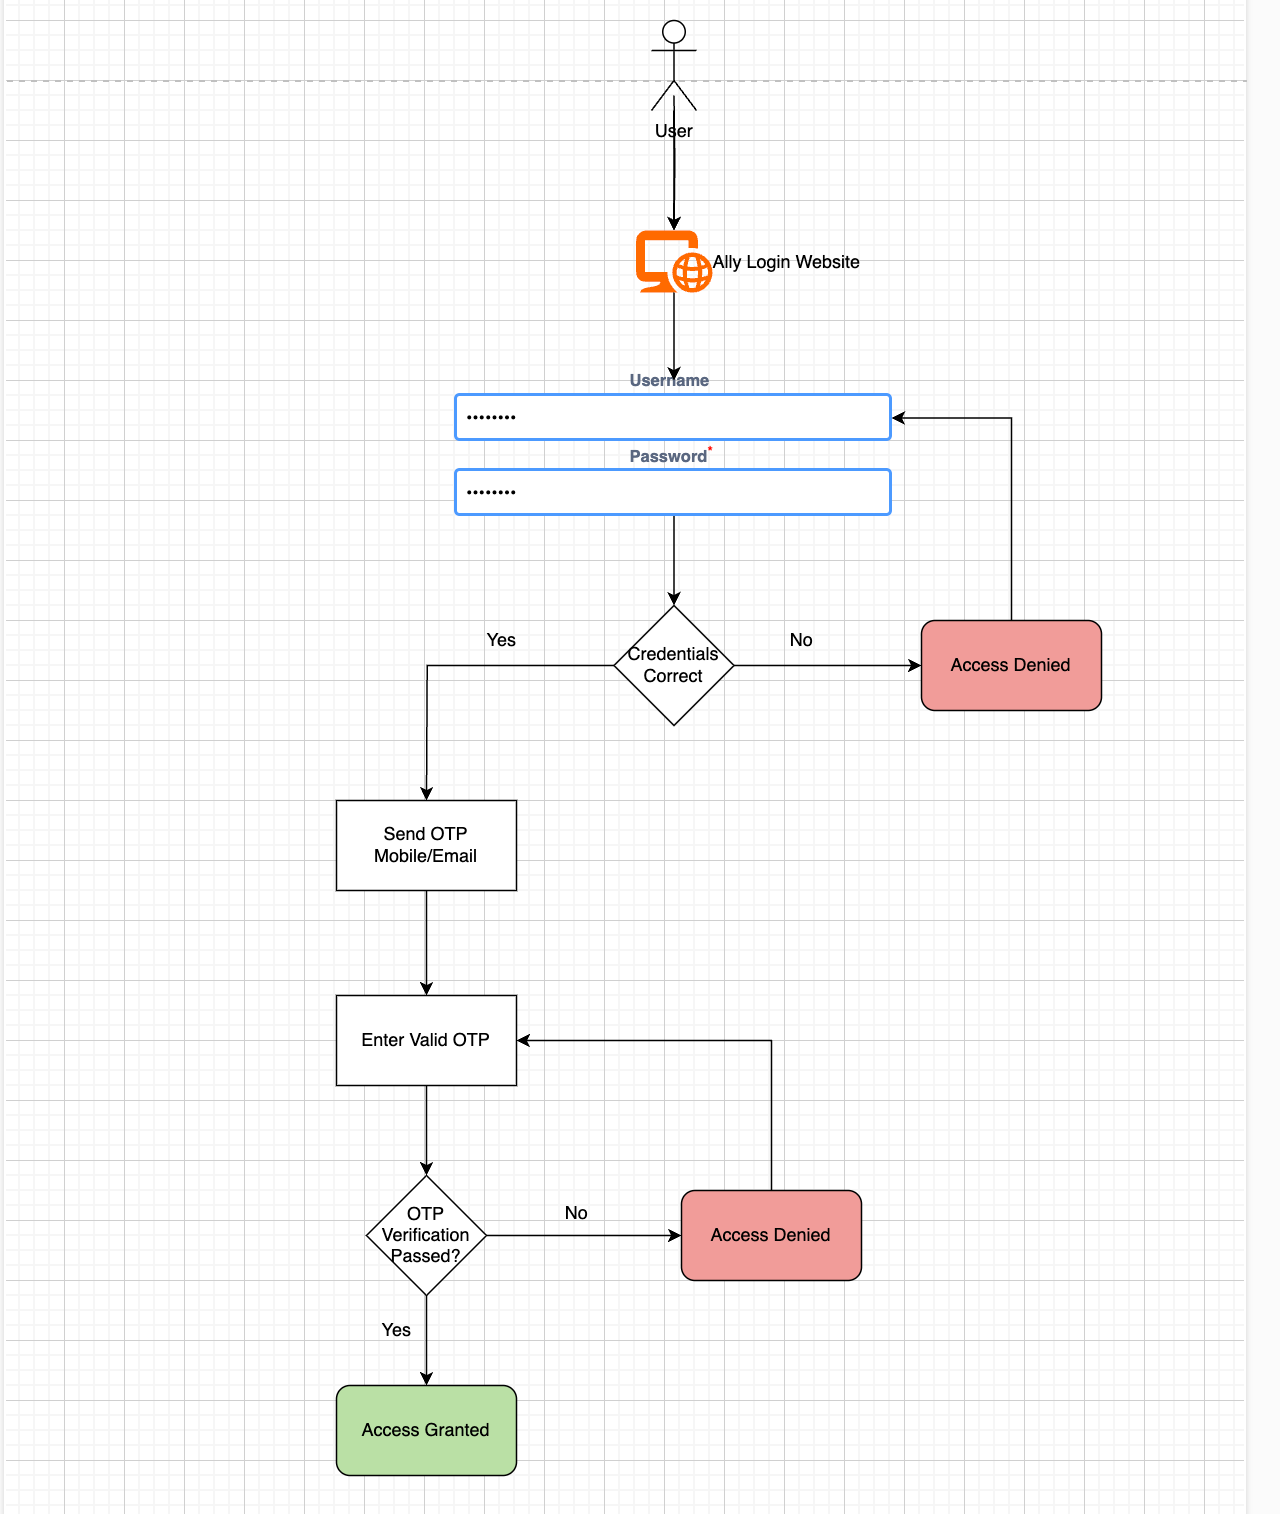 User
Ally Login Website
Username
••••••••
Password*
••••••••
Credentials
Correct
Yes
No
Access Denied
Send OTP
Mobile/Email
Enter Valid OTP
OTP
Verification
Passed?
No
Access Denied
Yes
Access Granted